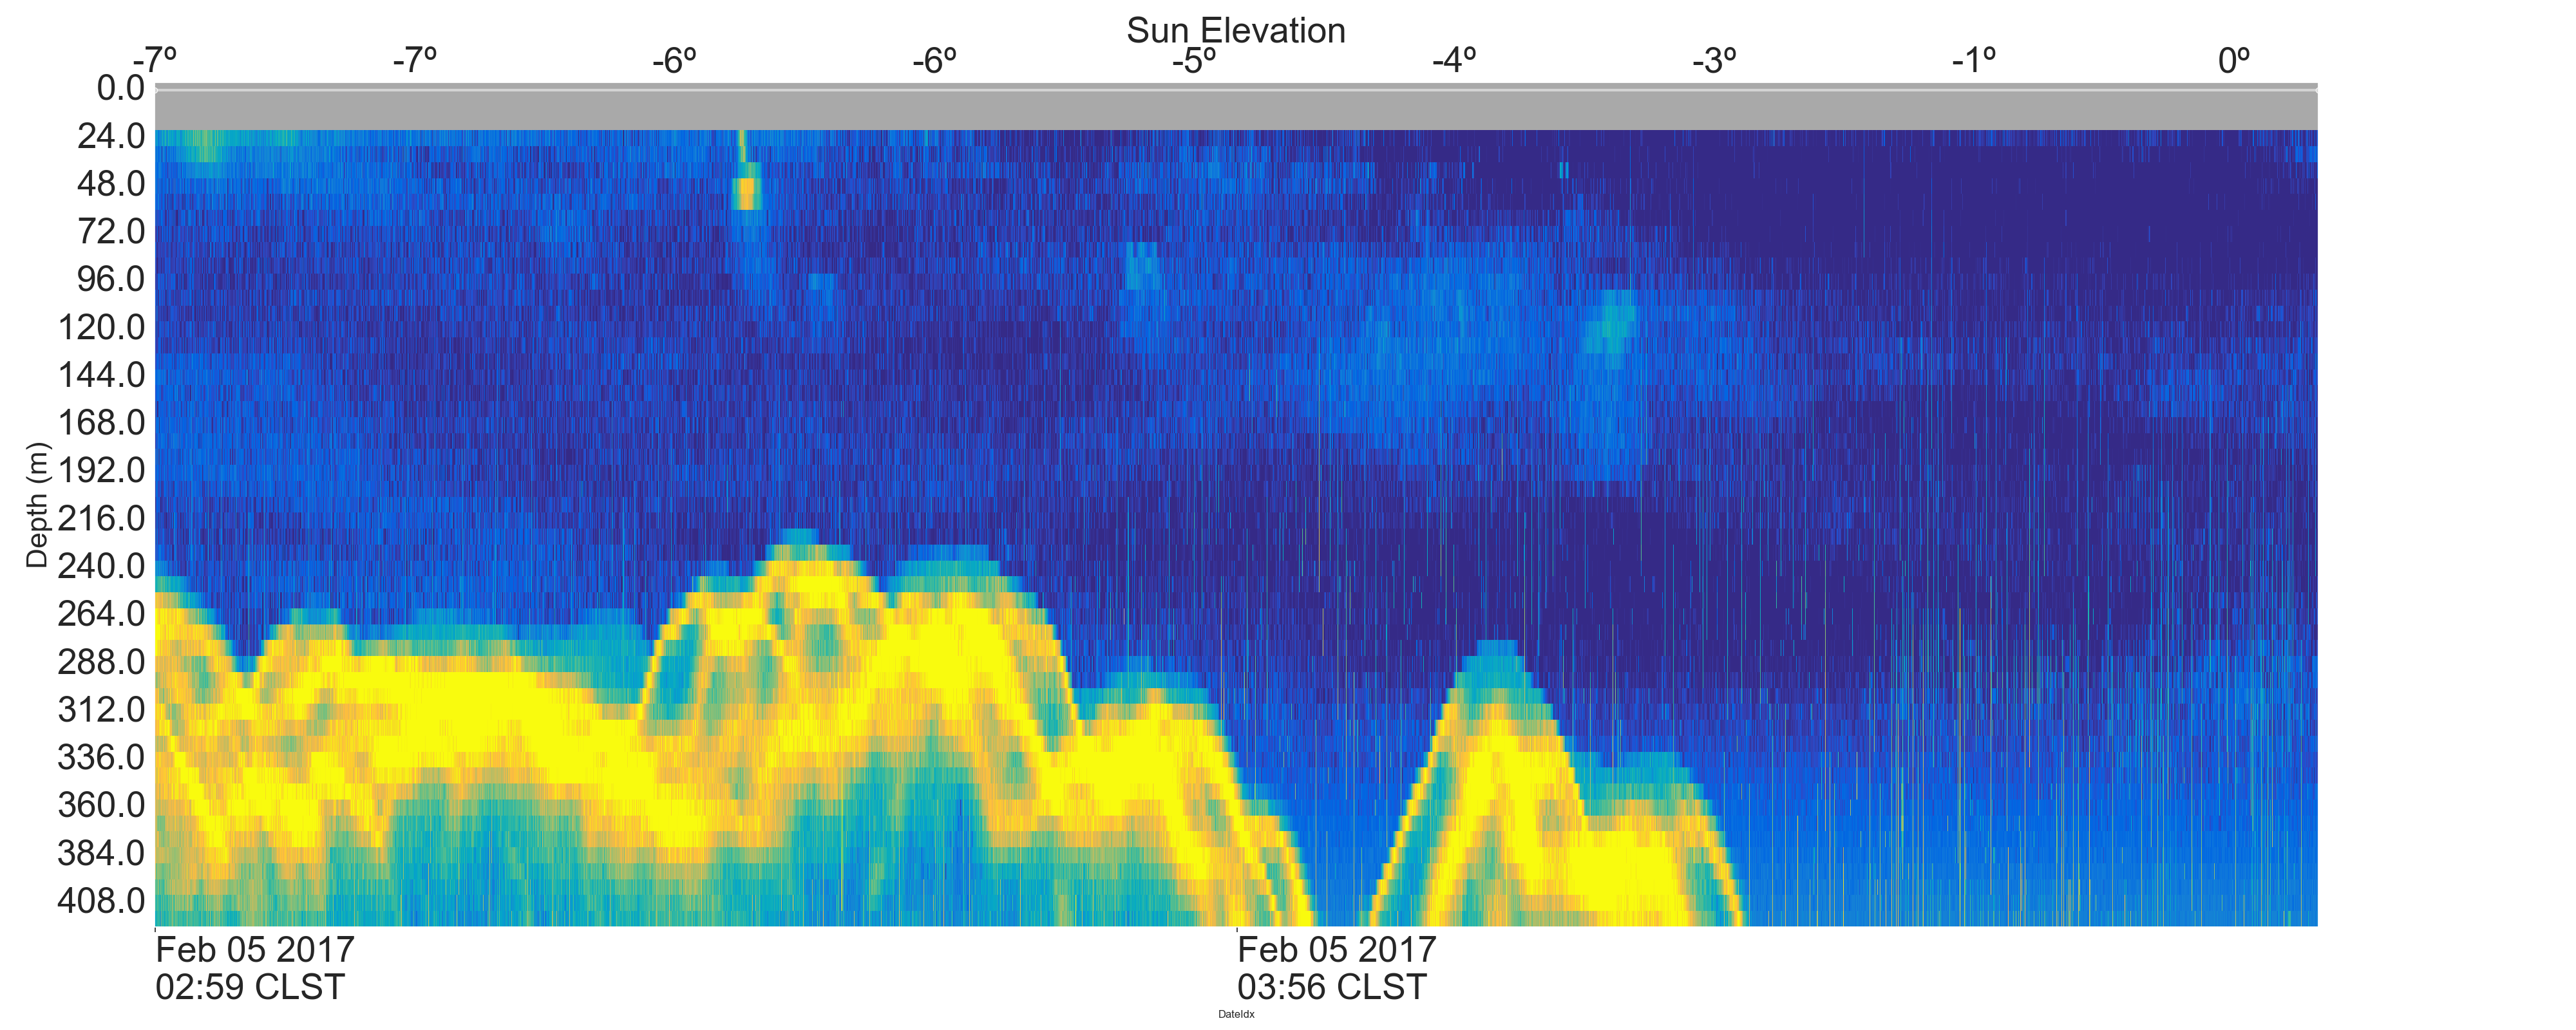 Sun Elevation
-7º -7º -6º -6º -5º -4º -3º -1º 0º
0.0
24.0
48.0
72.0
96.0
120.0
144.0
168.0
192.0
216.0
240.0
264.0
288.0
312.0
336.0
360.0
384.0
408.0
Depth (m)
Feb 05 2017
02:59 CLST
Feb 05 2017
03:56 CLST
DateIdx